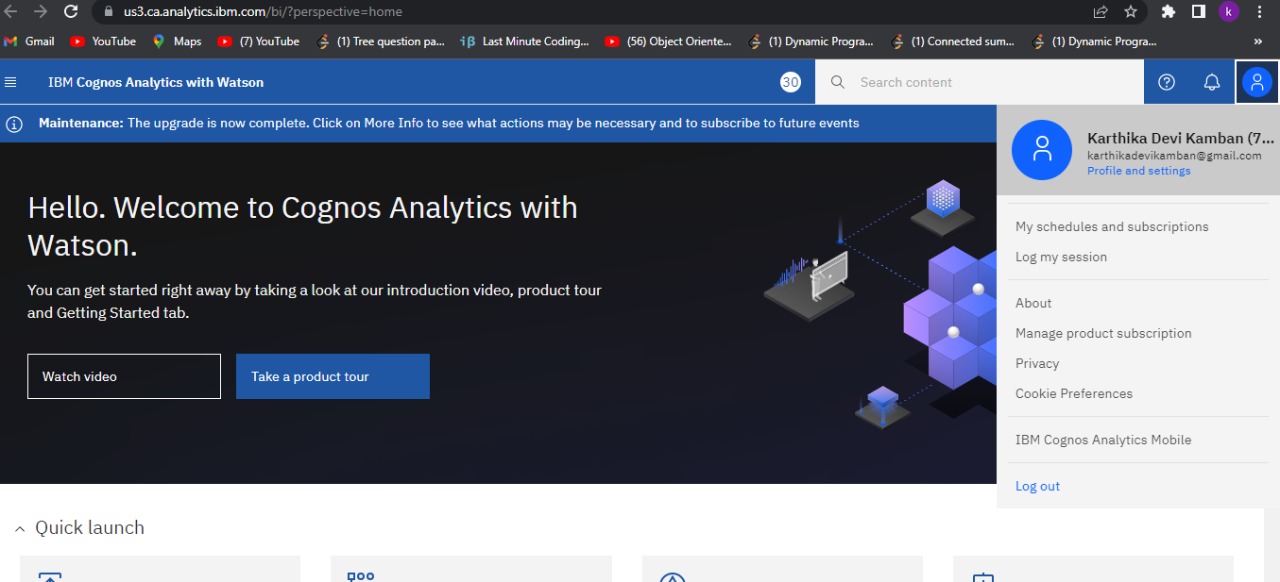 us3.ca.analytics.ibm.com/bi/?perspective=home
k
Gmail YouTube Maps (7) YouTube (1) Tree question pa... iβ Last Minute Coding... (56) Object Oriente... (1) Dynamic Progra... (1) Connected sum... (1) Dynamic Progra... »
IBM Cognos Analytics with Watson 30 Search content
Maintenance: The upgrade is now complete. Click on More Info to see what actions may be necessary and to subscribe to future events
Karthika Devi Kamban (7...
karthikadevikamban@gmail.com
Profile and settings
My schedules and subscriptions
Log my session
About
Manage product subscription
Privacy
Cookie Preferences
IBM Cognos Analytics Mobile
Log out
Hello. Welcome to Cognos Analytics with
Watson.
You can get started right away by taking a look at our introduction video, product tour
and Getting Started tab.
Watch video Take a product tour
Quick launch